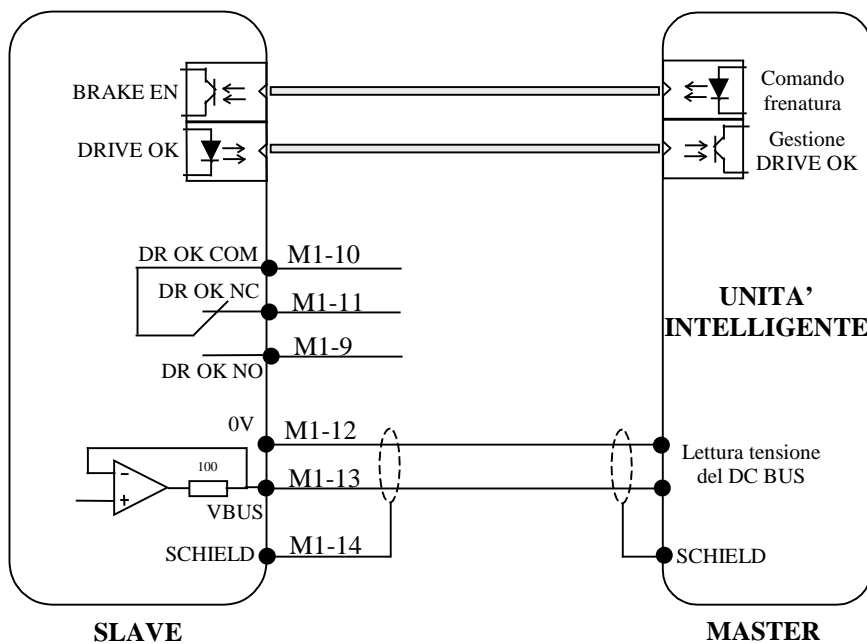 BRAKE EN
Comando
frenatura
DRIVE OK
Gestione
DRIVE OK
DR OK COM
M1-10
DR OK NC
M1-11
UNITA’
INTELLIGENTE
M1-9
DR OK NO
0V
M1-12
Lettura tensione
del DC BUS
100
-
+
M1-13
VBUS
SCHIELD
M1-14
SCHIELD
SLAVE
MASTER